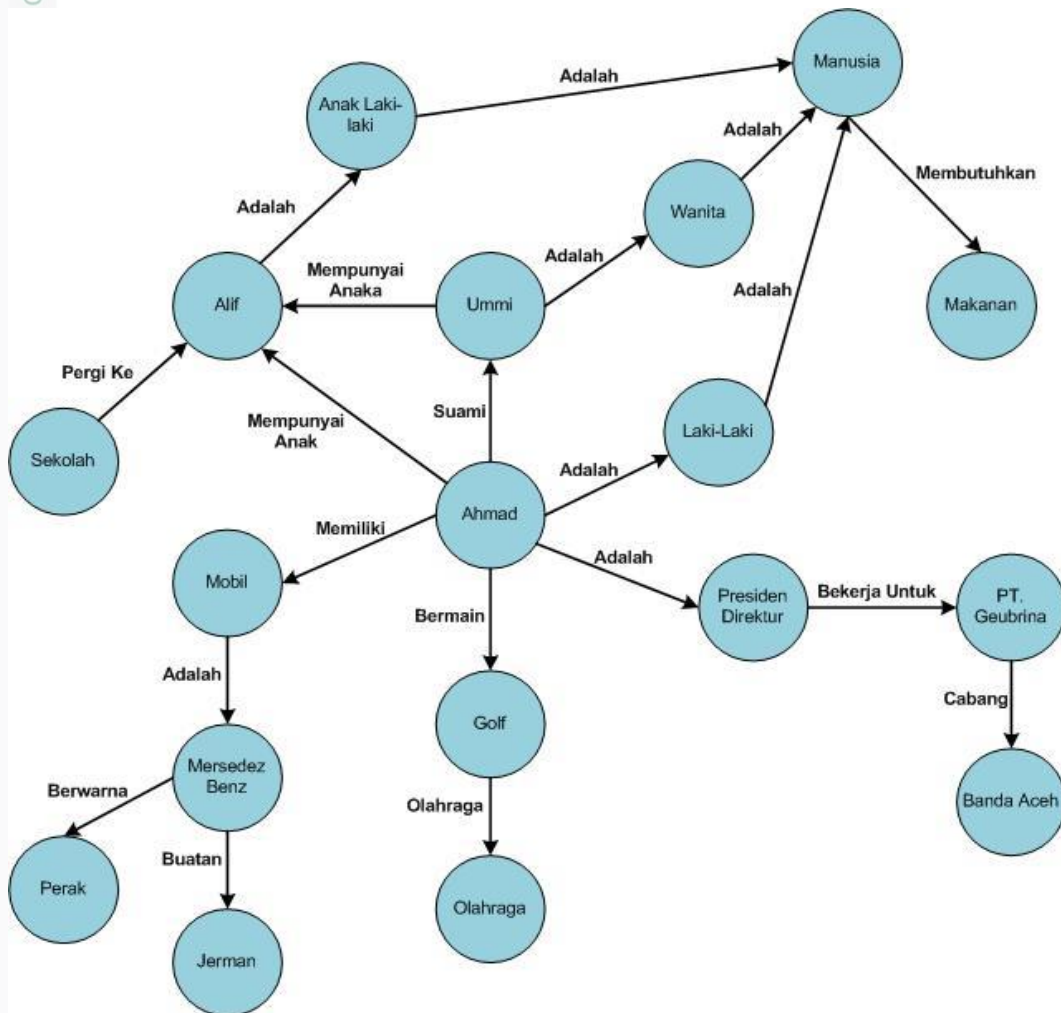 Manusia
Adalah
Anak Laki-
laki
Adalah
Membutuhkan
Wanita
Adalah
Adalah
Mempunyai
Anaka
Alif
Ummi
Adalah
Makanan
Pergi Ke
Suami
Mempunyai
Anak
Laki-Laki
Sekolah
Adalah
Ahmad
Memiliki
Adalah
Mobil
Presiden
Direktur
Bekerja Untuk
PT.
Geubrina
Bermain
Adalah
Cabang
Golf
Mersedez
Benz
Berwarna
Olahraga
Banda Aceh
Buatan
Perak
Olahraga
Jerman